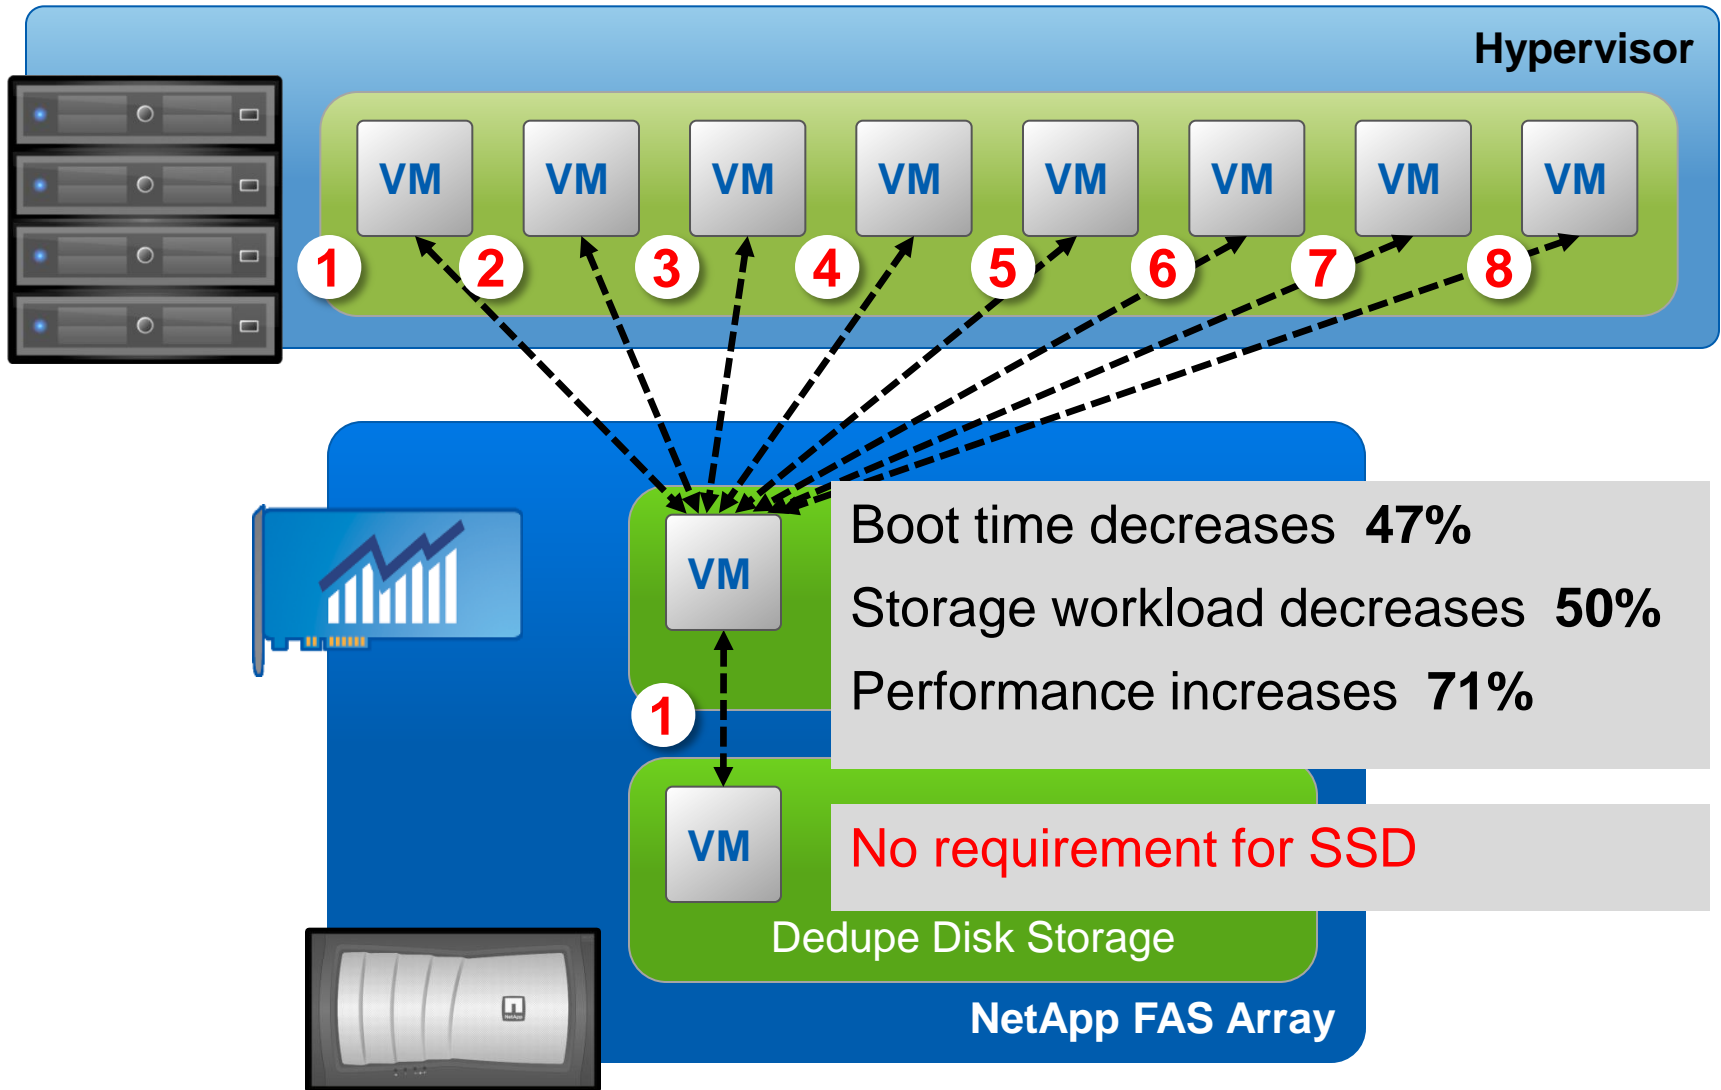 Hypervisor
VM VM VM VM VM VM VM VM
1 2 3 4 5 6 7 8
Boot time decreases 47%
VM
Storage workload decreases 50%
Performance increases 71%
1
VM
No requirement for SSD
Dedupe Disk Storage
NetApp
NetApp FAS Array